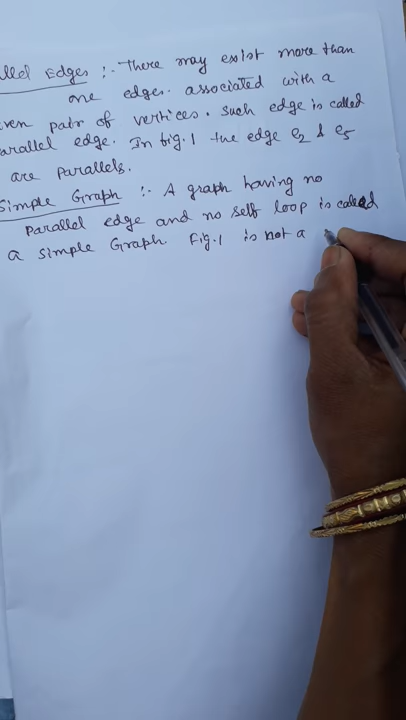 llel Edges :- There may exist more than
one edges. associated with a
ven pair of vertices. Such edge is called
arallel edge. In fig.1 the edge e2 & e5
are parallels.
Simple Graph :- A graph having no
parallel edge and no self loop is called
a simple Graph. Fig.1 is not a